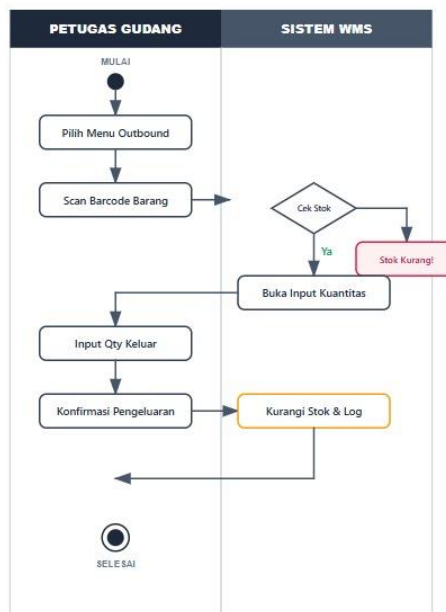 PETUGAS GUDANG
SISTEM WMS
MULAI
Pilih Menu Outbound
Scan Barcode Barang
Cek Stok
Ya
Stok Kurang!
Buka Input Kuantitas
Input Qty Keluar
Konfirmasi Pengeluaran
Kurangi Stok & Log
SELESAI